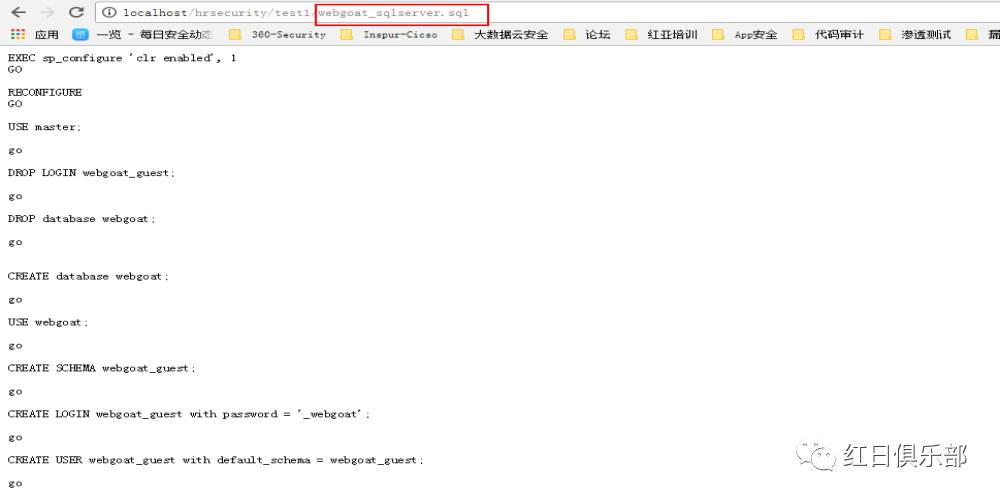 localhost/hrsecurity/test1/webgoat_sqlserver.sql
应用 一览 - 每日安全动态 360-Security Inspur-Cicso 大数据云安全 论坛 红亚培训 App安全 代码审计 渗透测试
EXEC sp_configure 'clr enabled', 1
GO
RECONFIGURE
GO
USE master;
go
DROP LOGIN webgoat_guest;
go
DROP database webgoat;
go
CREATE database webgoat;
go
USE webgoat;
go
CREATE SCHEMA webgoat_guest;
go
CREATE LOGIN webgoat_guest with password = '_webgoat';
go
CREATE USER webgoat_guest with default_schema = webgoat_guest;
go
红日俱乐部